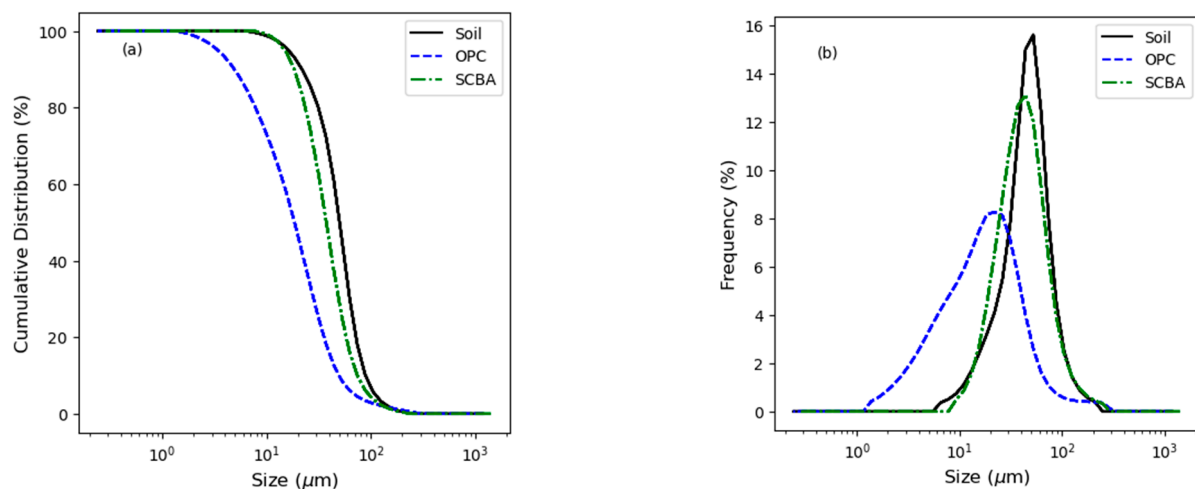 (a)
Soil
OPC
SCBA
Cumulative Distribution (%)
100
80
60
40
20
0
10⁰
10¹
10²
10³
Size (μm)
(b)
Soil
OPC
SCBA
Frequency (%)
16
14
12
10
8
6
4
2
0
10⁰
10¹
10²
10³
Size (μm)